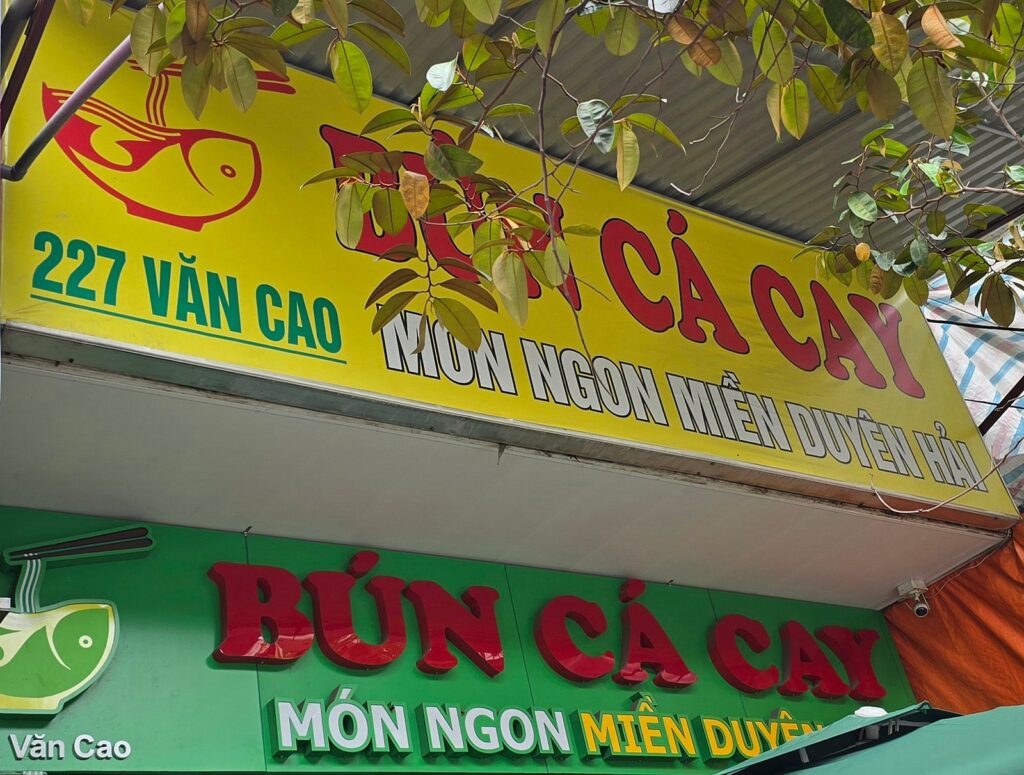 BÚN CÁ CAY
227 VĂN CAO
MÓN NGON MIỀN DUYÊN HẢI
BÚN CÁ CAY
MÓN NGON MIỀN DUYÊN
Văn Cao